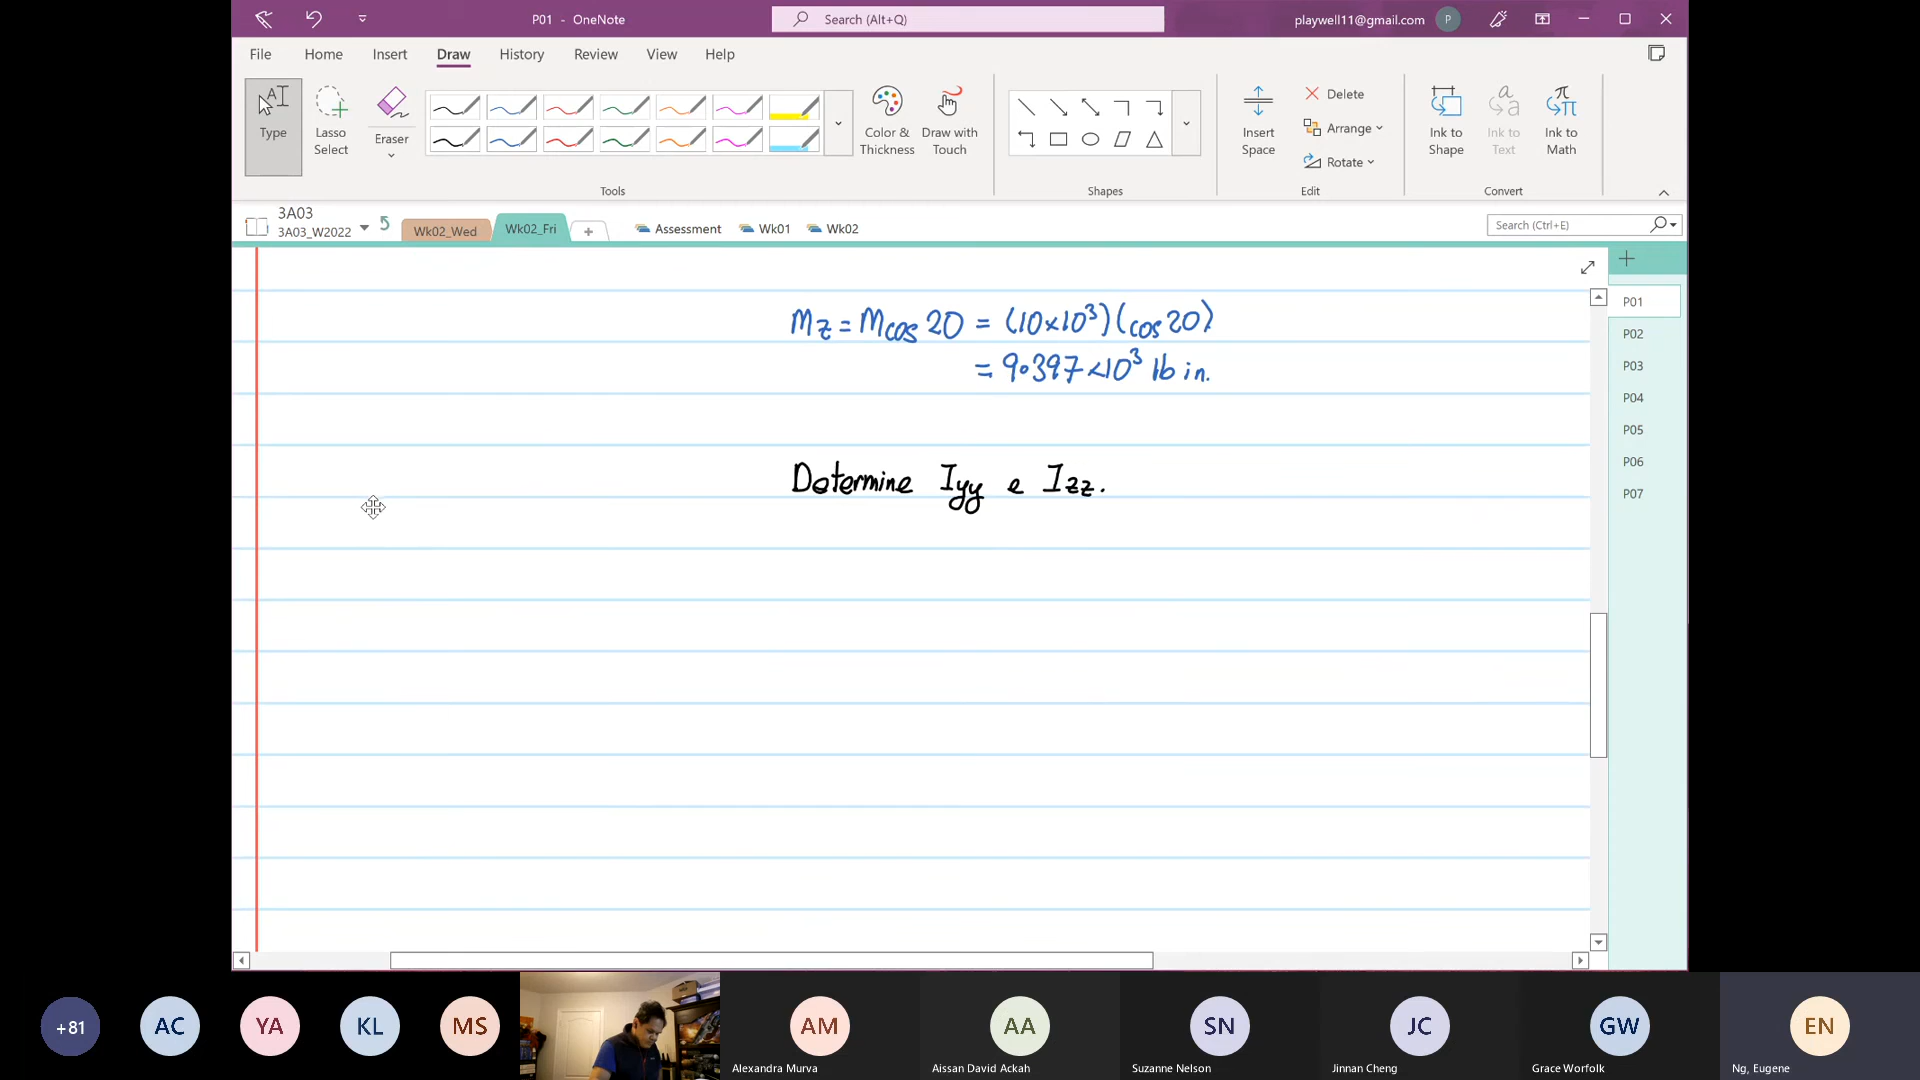 P01 - OneNote
Search (Alt+Q)
playwell11@gmail.com
P
File Home Insert Draw History Review View Help
Type
Lasso Select
Eraser
Color & Thickness
Draw with Touch
Insert Space
Delete
Arrange
Rotate
Ink to Shape
Ink to Text
Ink to Math
Tools
Shapes
Edit
Convert
3A03
3A03_W2022
Wk02_Wed
Wk02_Fri
Assessment
Wk01
Wk02
Search (Ctrl+E)
Mz = M cos 20 = (10×10³)(cos 20)
= 9.397×10³ lb in.
Determine Iyy e Izz.
P01
P02
P03
P04
P05
P06
P07
+81
AC
YA
KL
MS
AM
Alexandra Murva
AA
Aissan David Ackah
SN
Suzanne Nelson
JC
Jinnan Cheng
GW
Grace Worfolk
EN
Ng, Eugene